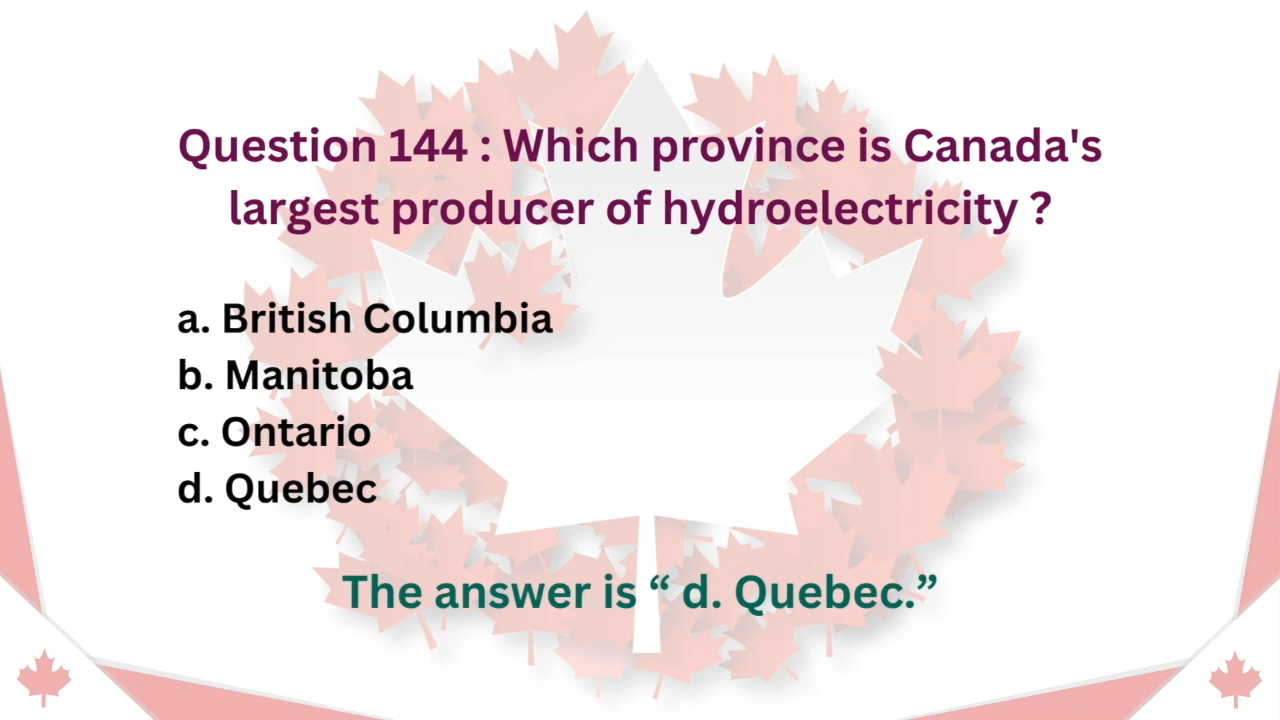 Question 144 : Which province is Canada's
largest producer of hydroelectricity ?
a. British Columbia
b. Manitoba
c. Ontario
d. Quebec
The answer is “ d. Quebec.”